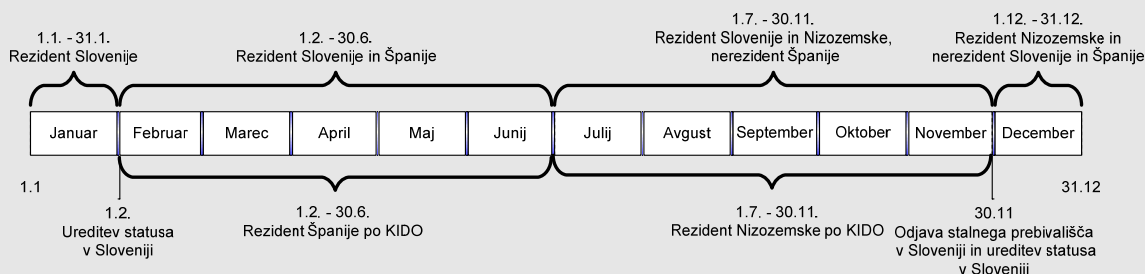 1.1. - 31.1.
Rezident Slovenije
1.2. - 30.6.
Rezident Slovenije in Španije
1.7. - 30.11.
Rezident Slovenije in Nizozemske,
nerezident Španije
1.12. - 31.12.
Rezident Nizozemske in
nerezident Slovenije in Španije
Januar
Februar
Marec
April
Maj
Junij
Julij
Avgust
September
Oktober
November
December
1.1
1.2.
Ureditev statusa
v Sloveniji
1.2. - 30.6.
Rezident Španije po KIDO
1.7. - 30.11.
Rezident Nizozemske po KIDO
30.11
Odjava stalnega prebivališča
v Sloveniji in ureditev statusa
v Sloveniji
31.12